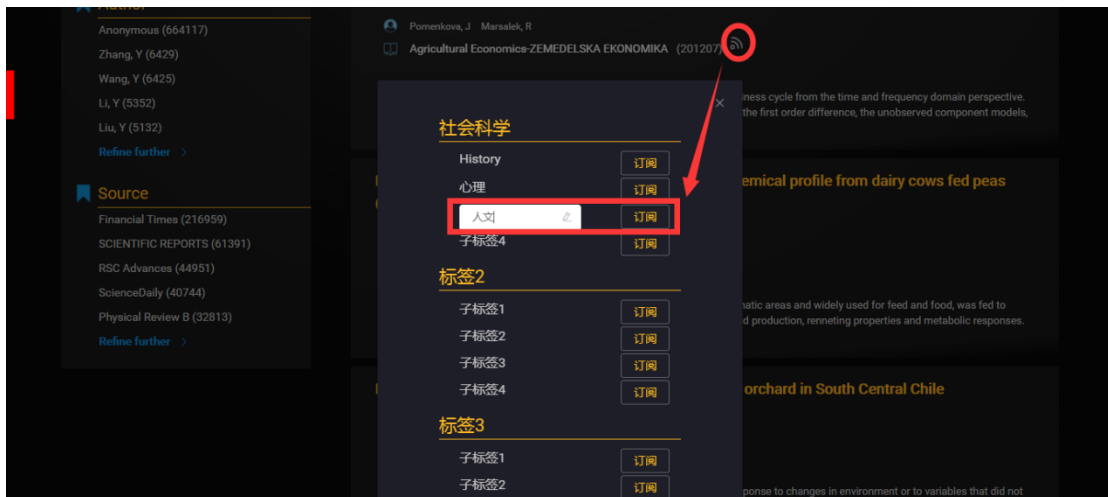 Author
Anonymous (664117)
Zhang, Y (6429)
Wang, Y (6425)
Li, Y (5352)
Liu, Y (5132)
Refine further >
Source
Financial Times (216959)
SCIENTIFIC REPORTS (61391)
RSC Advances (44951)
ScienceDaily (40744)
Physical Review B (32813)
Refine further >
Pomenkova, J Marsalek, R
Agricultural Economics-ZEMEDELSKA EKONOMIKA (201207)
iness cycle from the time and frequency domain perspective.
the first order difference, the unobserved component models,
emical profile from dairy cows fed peas
natic areas and widely used for feed and food, was fed to
d production, renneting properties and metabolic responses.
orchard in South Central Chile
ponse to changes in environment or to variables that did not
×
社会科学
History 订阅
心理 订阅
人文 订阅
子标签4 订阅
标签2
子标签1 订阅
子标签2 订阅
子标签3 订阅
子标签4 订阅
标签3
子标签1 订阅
子标签2 订阅